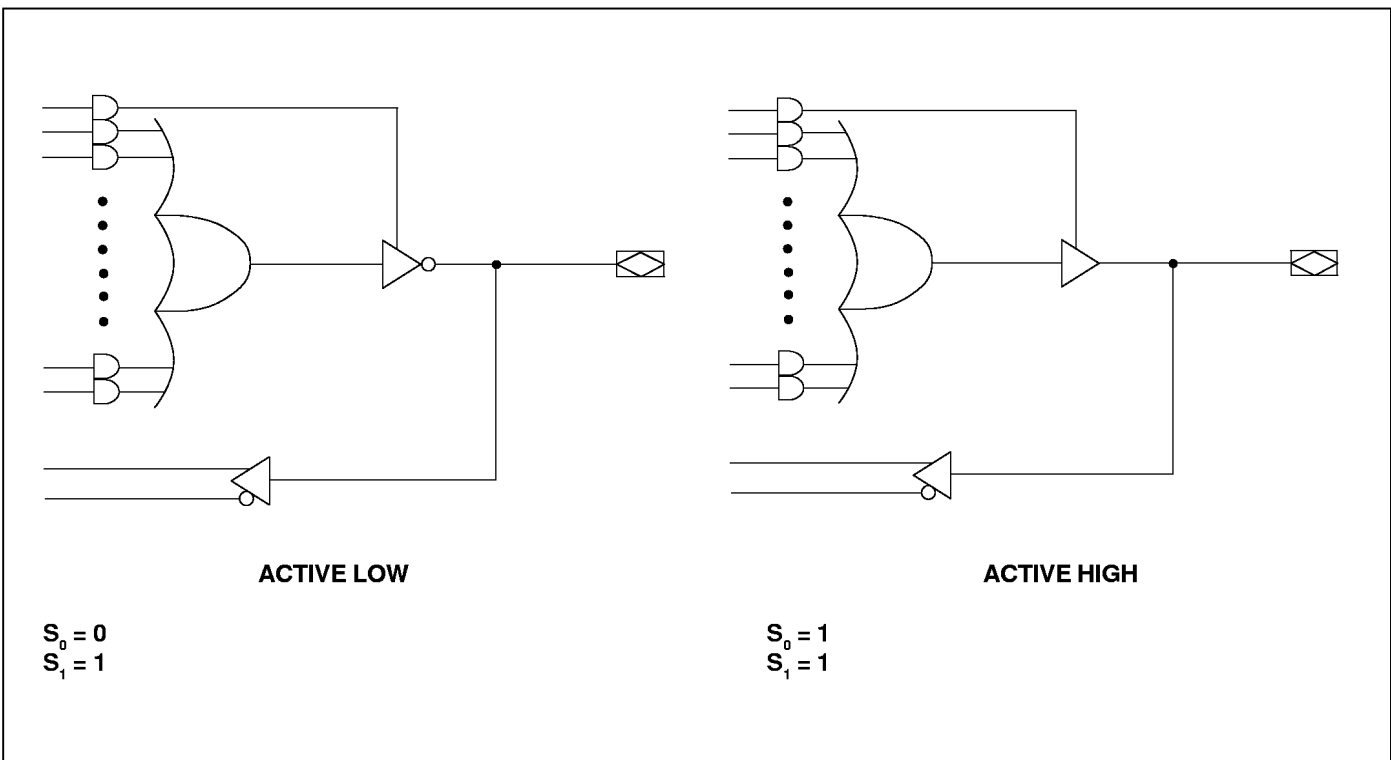 ACTIVE LOW
ACTIVE HIGH
S₀ = 0
S₁ = 1
S₀ = 1
S₁ = 1